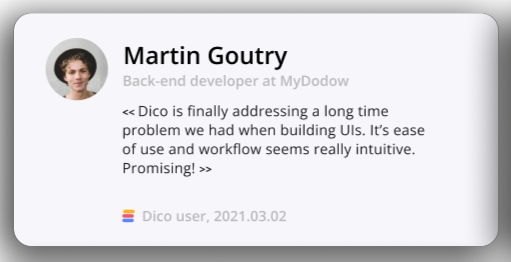 Martin Goutry
Back-end developer at MyDodow
<< Dico is finally addressing a long time
problem we had when building UIs. It's ease
of use and workflow seems really intuitive.
Promising! >>
Dico user, 2021.03.02